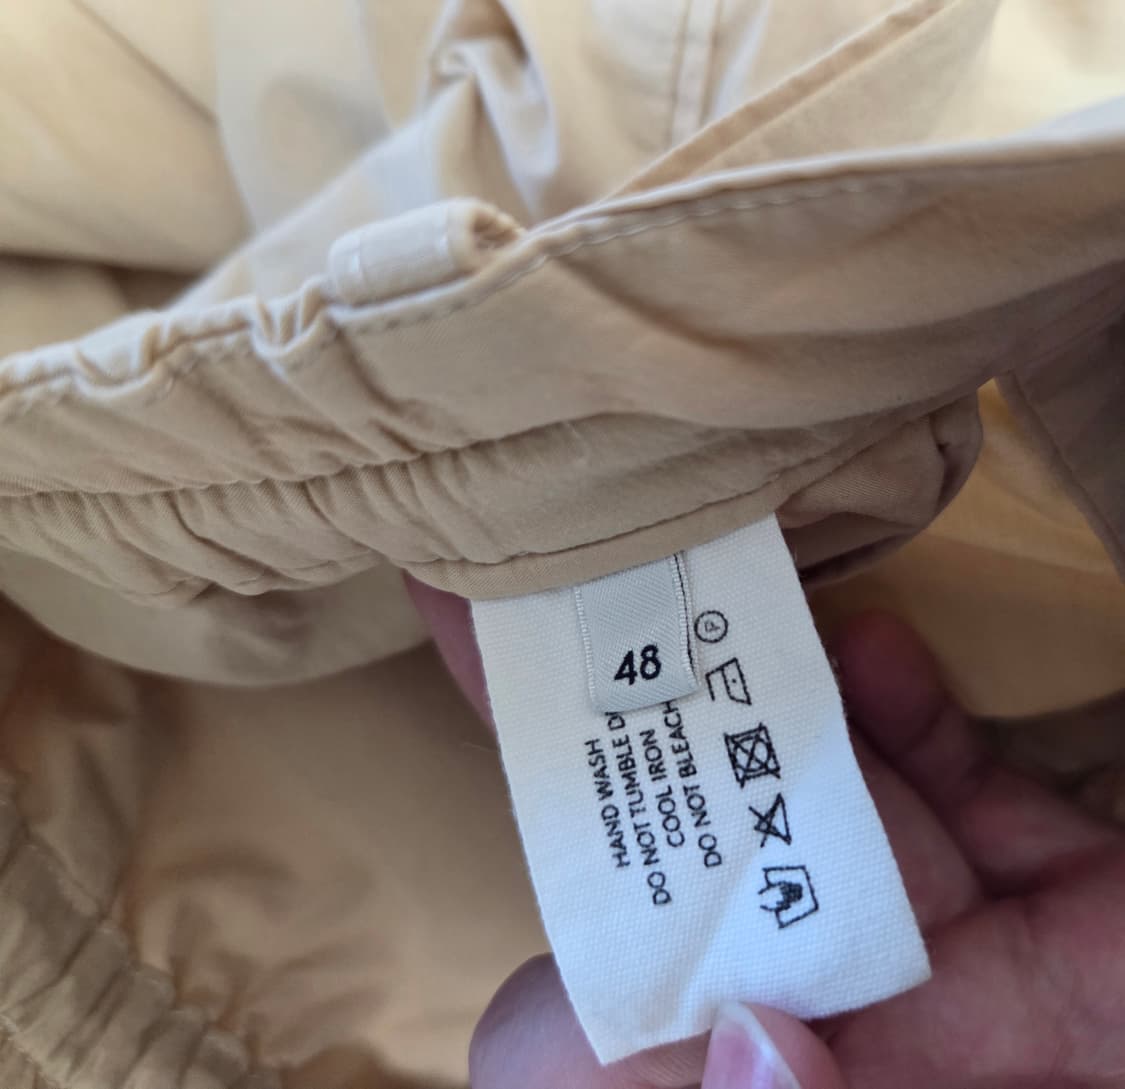 48
HAND WASH
DO NOT TUMBLE D
COOL IRON
DO NOT BLEACH
P